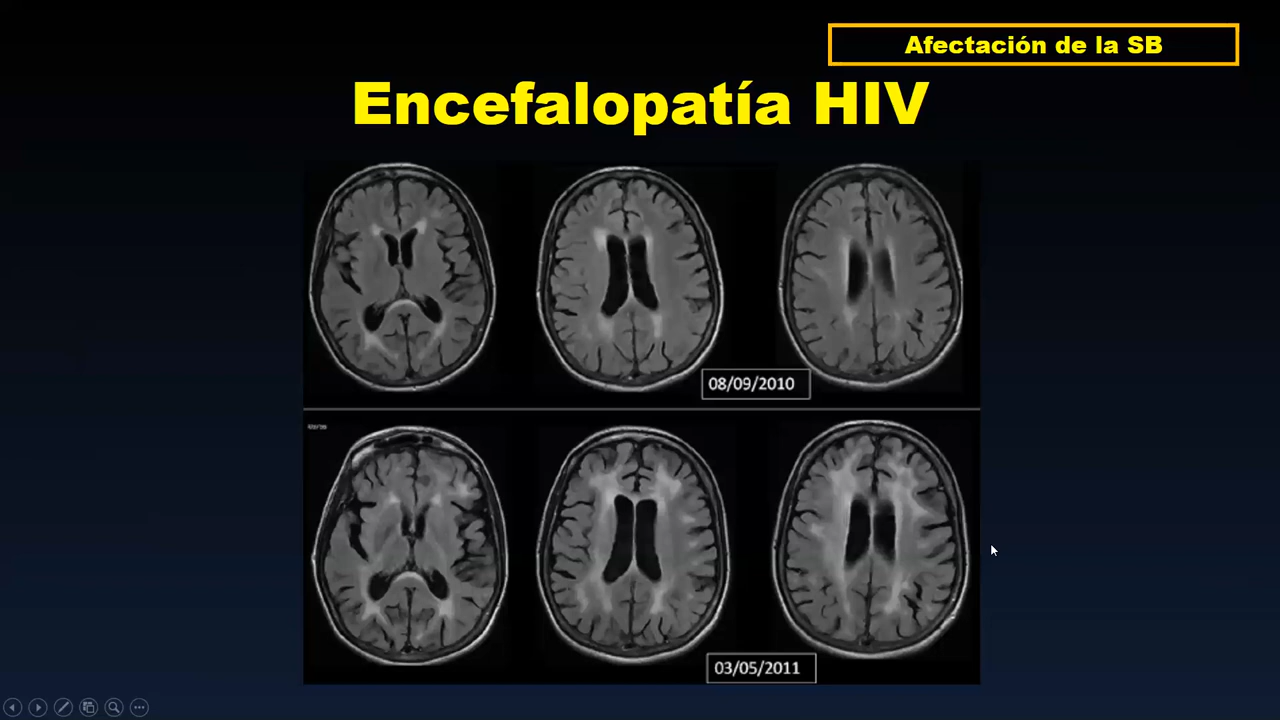 Afectación de la SB
Encefalopatía HIV
08/09/2010
03/05/2011